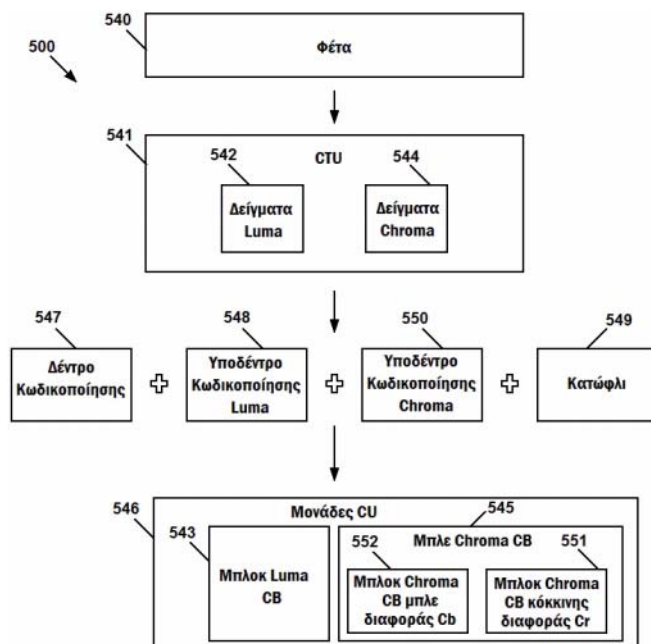 540
Φέτα
500
541
CTU
542
544
Δείγματα
Luma
Δείγματα
Chroma
547
548
550
549
Δέντρο
Κωδικοποίησης
Υποδέντρο
Κωδικοποίησης
Luma
Υποδέντρο
Κωδικοποίησης
Chroma
Κατώφλι
546
Μονάδες CU
545
543
Μπλοκ Luma
CB
Μπλε Chroma CB
552
551
Μπλοκ Chroma
CB μπλε
διαφοράς Cb
Μπλοκ Chroma
CB κόκκινης
διαφοράς Cr